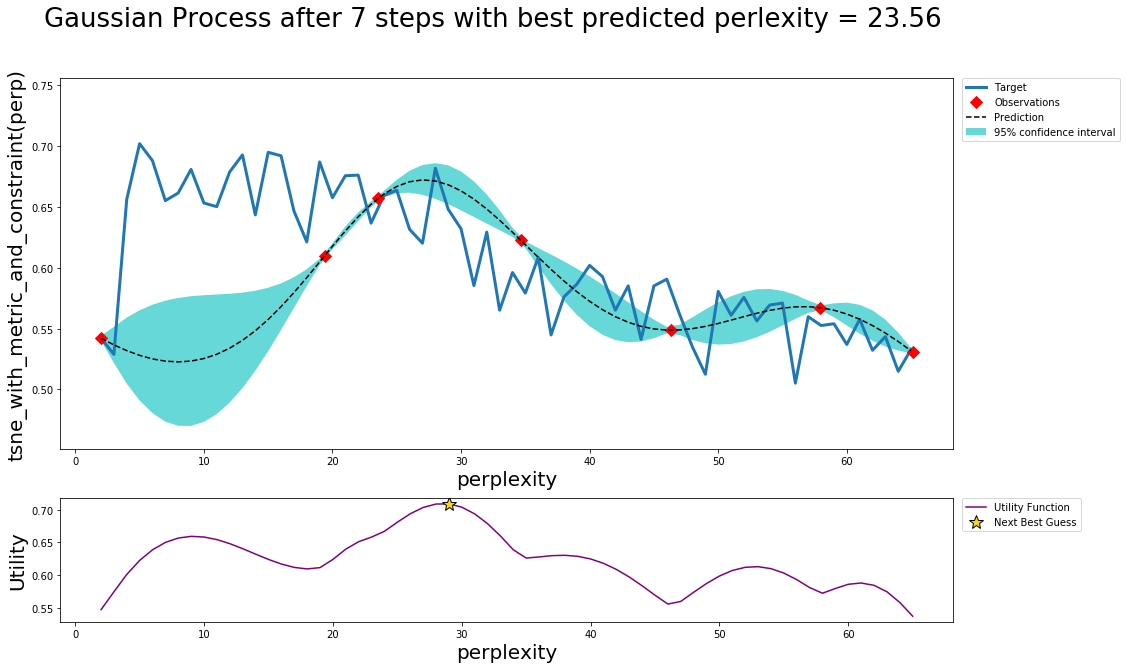 Gaussian Process after 7 steps with best predicted perlexity = 23.56
tsne_with_metric_and_constraint(perp)
0.75
0.70
0.65
0.60
0.55
0.50
0 10 20 30 40 50 60
perplexity
Target
Observations
Prediction
95% confidence interval
Utility
0.70
0.65
0.60
0.55
0 10 20 30 40 50 60
perplexity
Utility Function
Next Best Guess